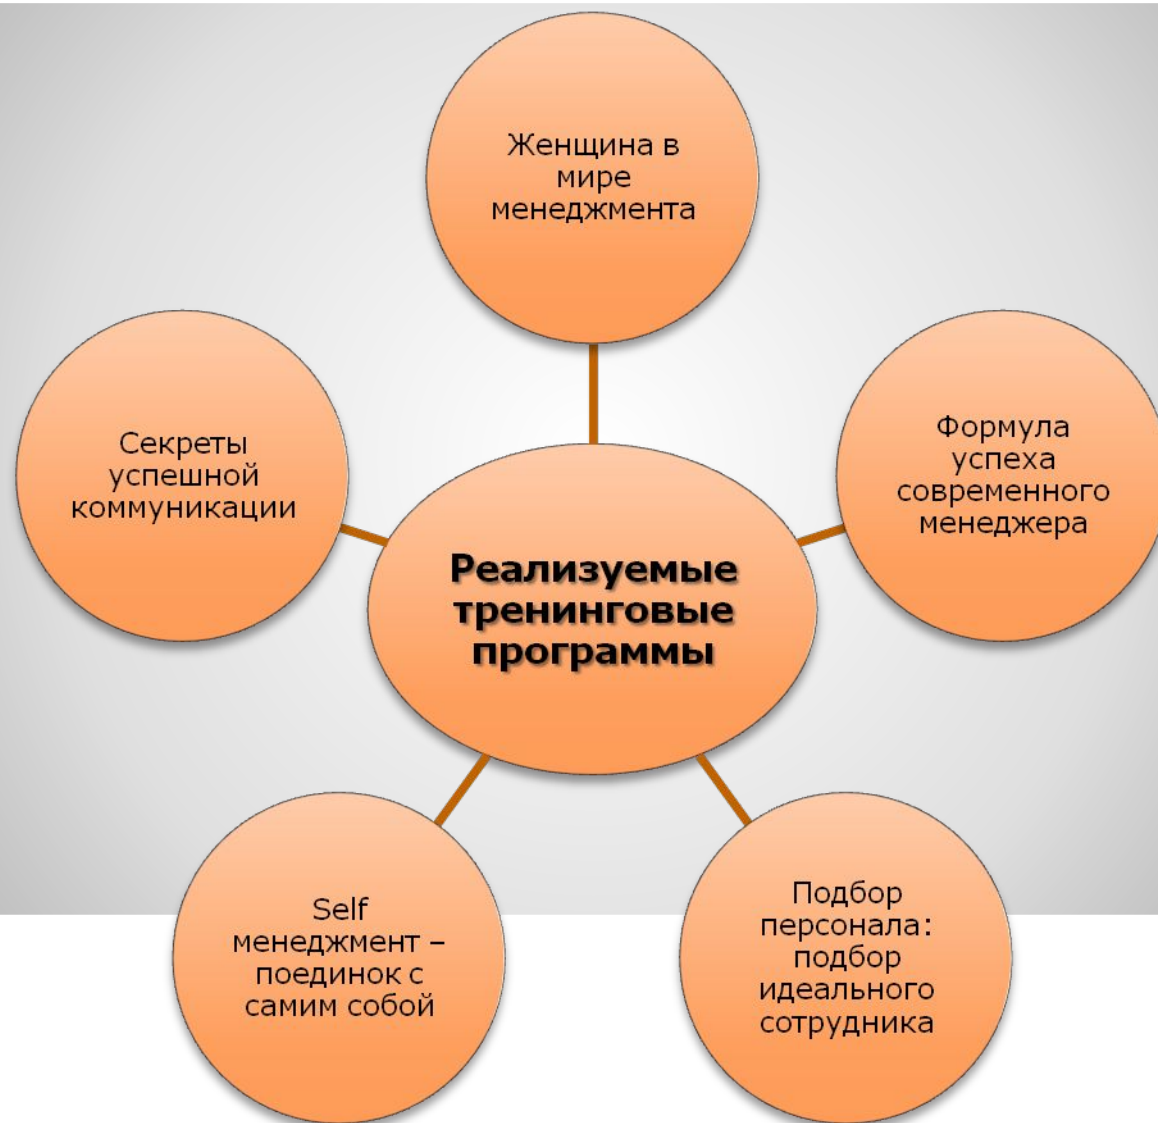 Женщина в
мире
менеджмента
Секреты
успешной
коммуникации
Формула
успеха
современного
менеджера
Реализуемые
тренинговые
программы
Self
менеджмент –
поединок с
самим собой
Подбор
персонала:
подбор
идеального
сотрудника